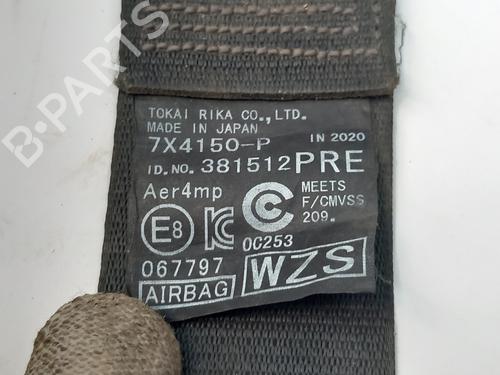 B-PARTS
TOKAI RIKA CO.,LTD.
MADE IN JAPAN
7X4150-P IN 2020
ID.NO. 381512PRE
Aer4mp
MEETS
F/CMVSS
209.
E8 KC C
067797 0C253
AIRBAG WZS